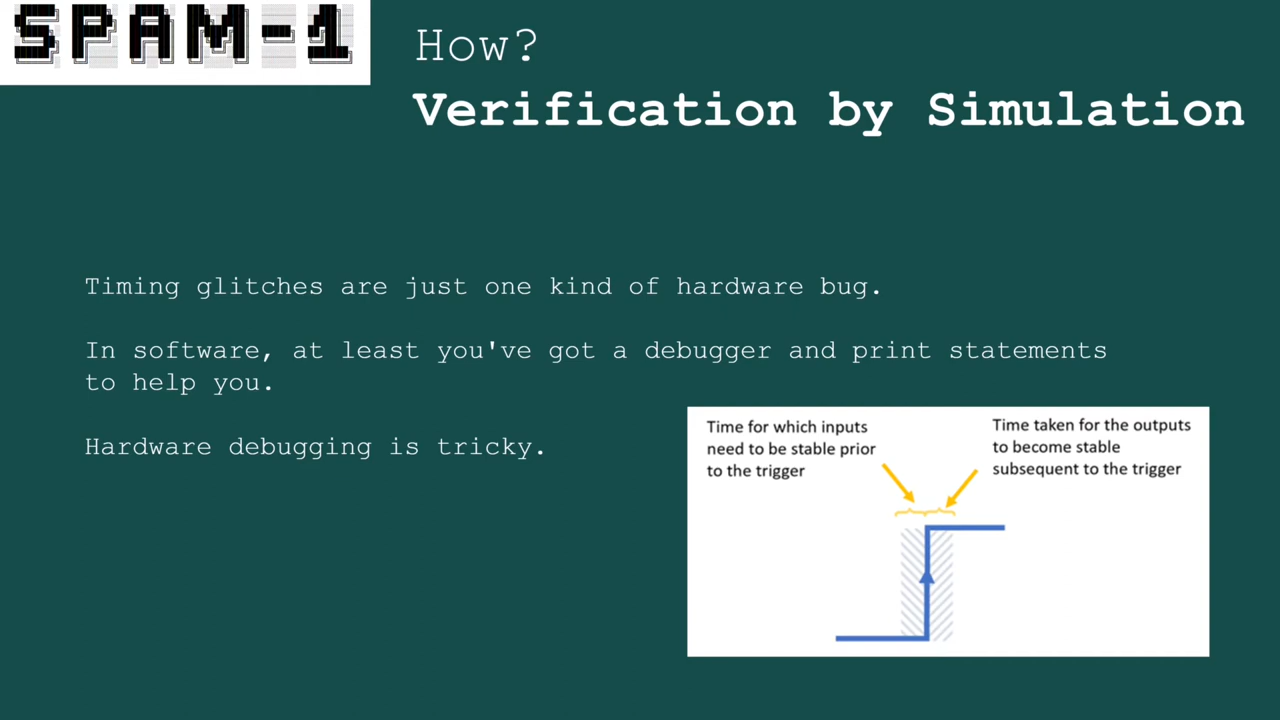 SPAM-1
How?
Verification by Simulation
Timing glitches are just one kind of hardware bug.
In software, at least you've got a debugger and print statements
to help you.
Hardware debugging is tricky.
Time for which inputs
need to be stable prior
to the trigger
Time taken for the outputs
to become stable
subsequent to the trigger